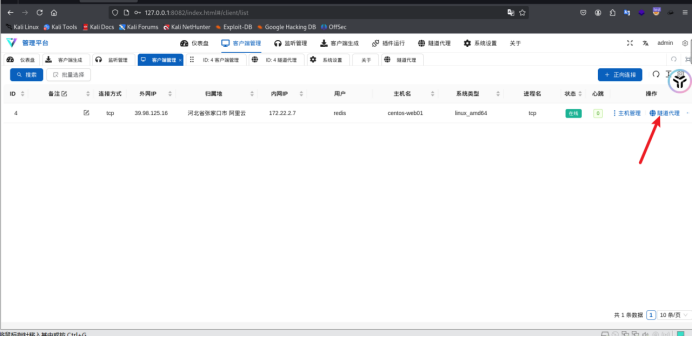 127.0.0.1:8082/index.html#/client/list
Kali Linux Kali Tools Kali Docs Kali Forums Kali NetHunter Exploit-DB Google Hacking DB OffSec
管理平台 仪表盘 客户端管理 监听管理 客户端生成 插件运行 隧道代理 系统设置 关于 admin
仪表盘 客户端生成 监听管理 客户端管理 × ID: 4 客户端管理 ID: 4 隧道代理 系统设置 关于 隧道代理
搜索 批量选择 + 正向连接
ID 备注 连接方式 外网IP 归属地 内网IP 用户 主机名 系统类型 进程名 状态 心跳 操作
4 tcp 39.98.125.16 河北省张家口市 阿里云 172.22.2.7 redis centos-web01 linux_amd64 tcp 在线 6 主机管理 隧道代理
共 1 条数据 1 10 条/页